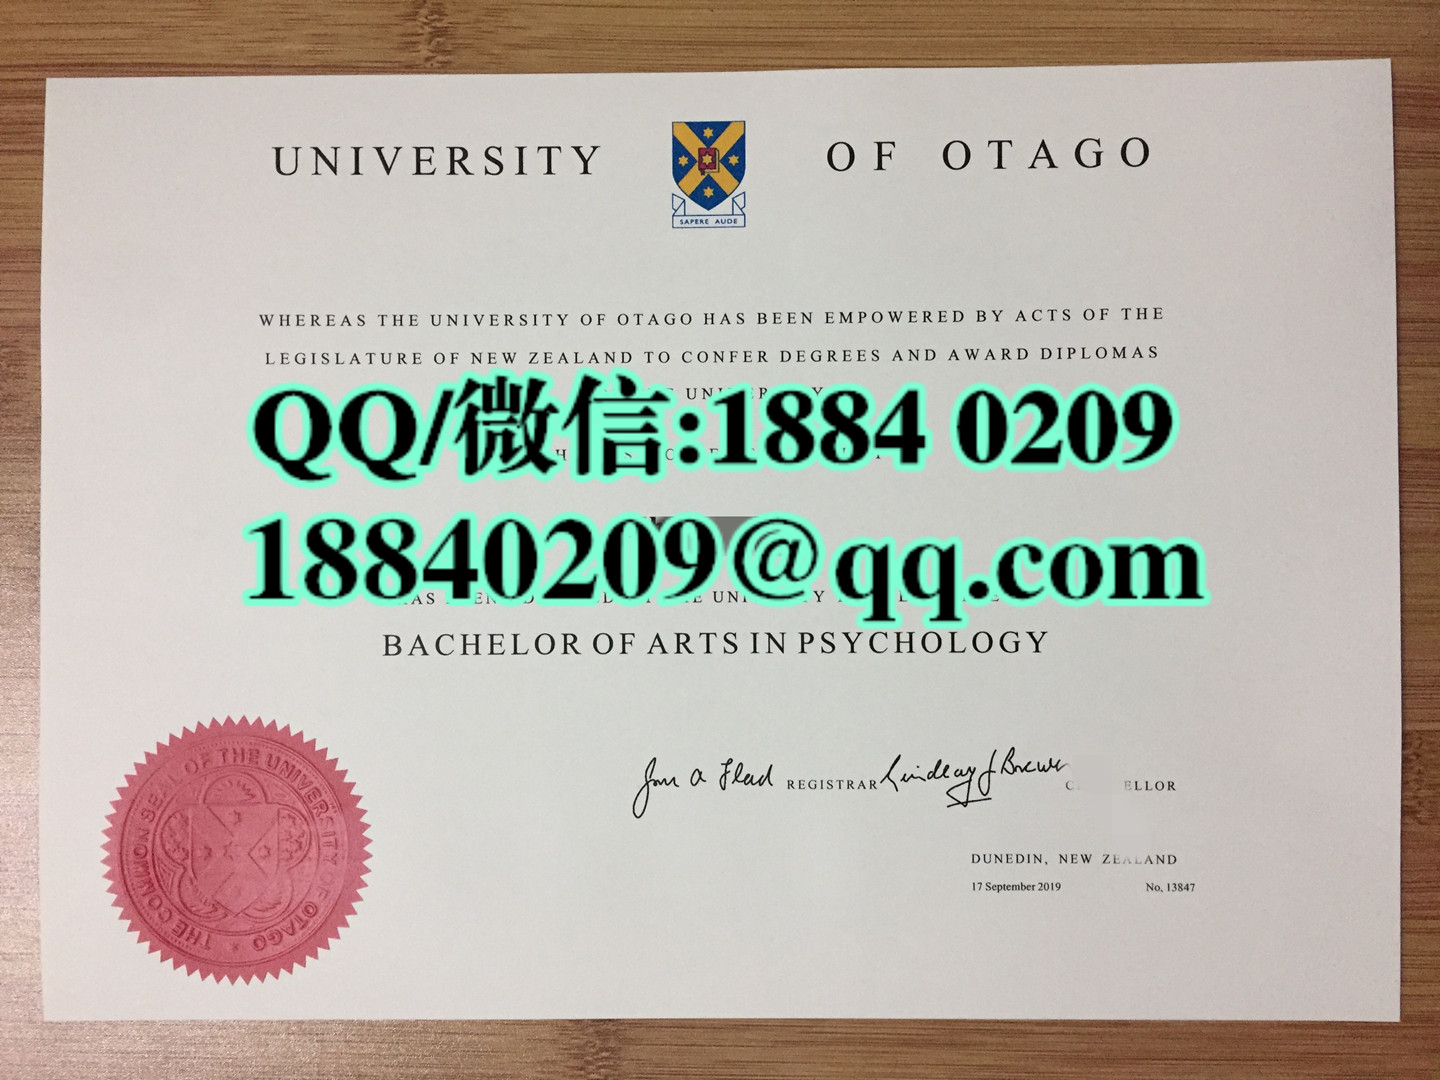 UNIVERSITY OF OTAGO
SAPERE AUDE
WHEREAS THE UNIVERSITY OF OTAGO HAS BEEN EMPOWERED BY ACTS OF THE
LEGISLATURE OF NEW ZEALAND TO CONFER DEGREES AND AWARD DIPLOMAS
QQ/微信:1884 0209
18840209@qq.com
BACHELOR OF ARTS IN PSYCHOLOGY
REGISTRAR
DUNEDIN, NEW ZEALAND
17 September 2019 No, 13847
THE COMMON SEAL OF THE UNIVERSITY OF OTAGO